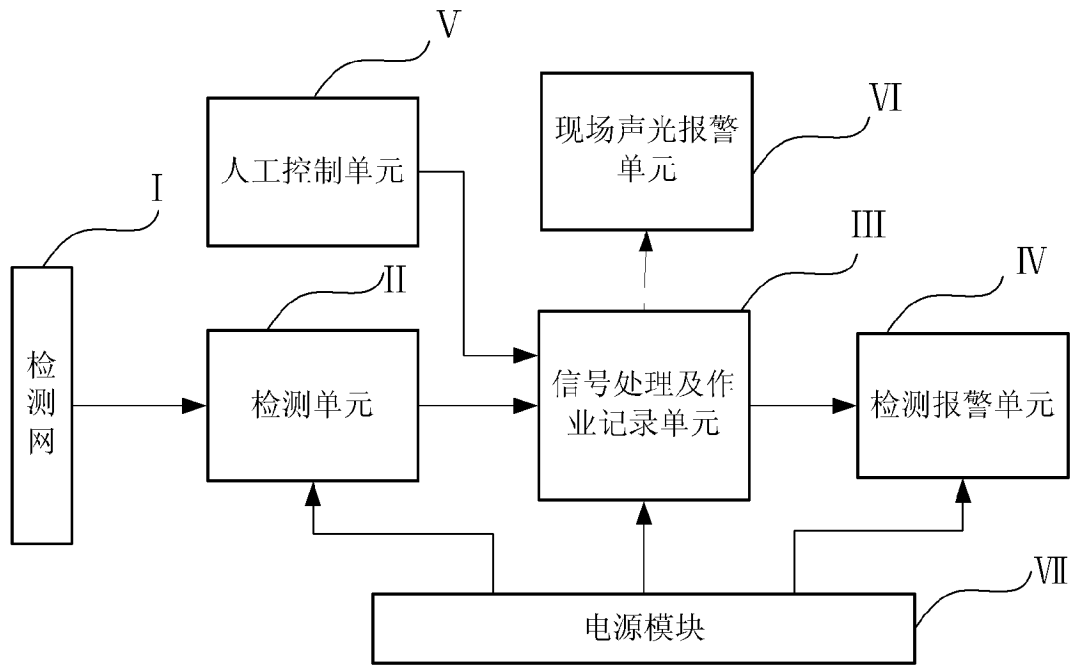 Ⅴ
人工控制单元
现场声光报警
单元
Ⅵ
Ⅰ
检
测
网
Ⅱ
检测单元
Ⅲ
信号处理及作
业记录单元
Ⅳ
检测报警单元
电源模块
Ⅶ